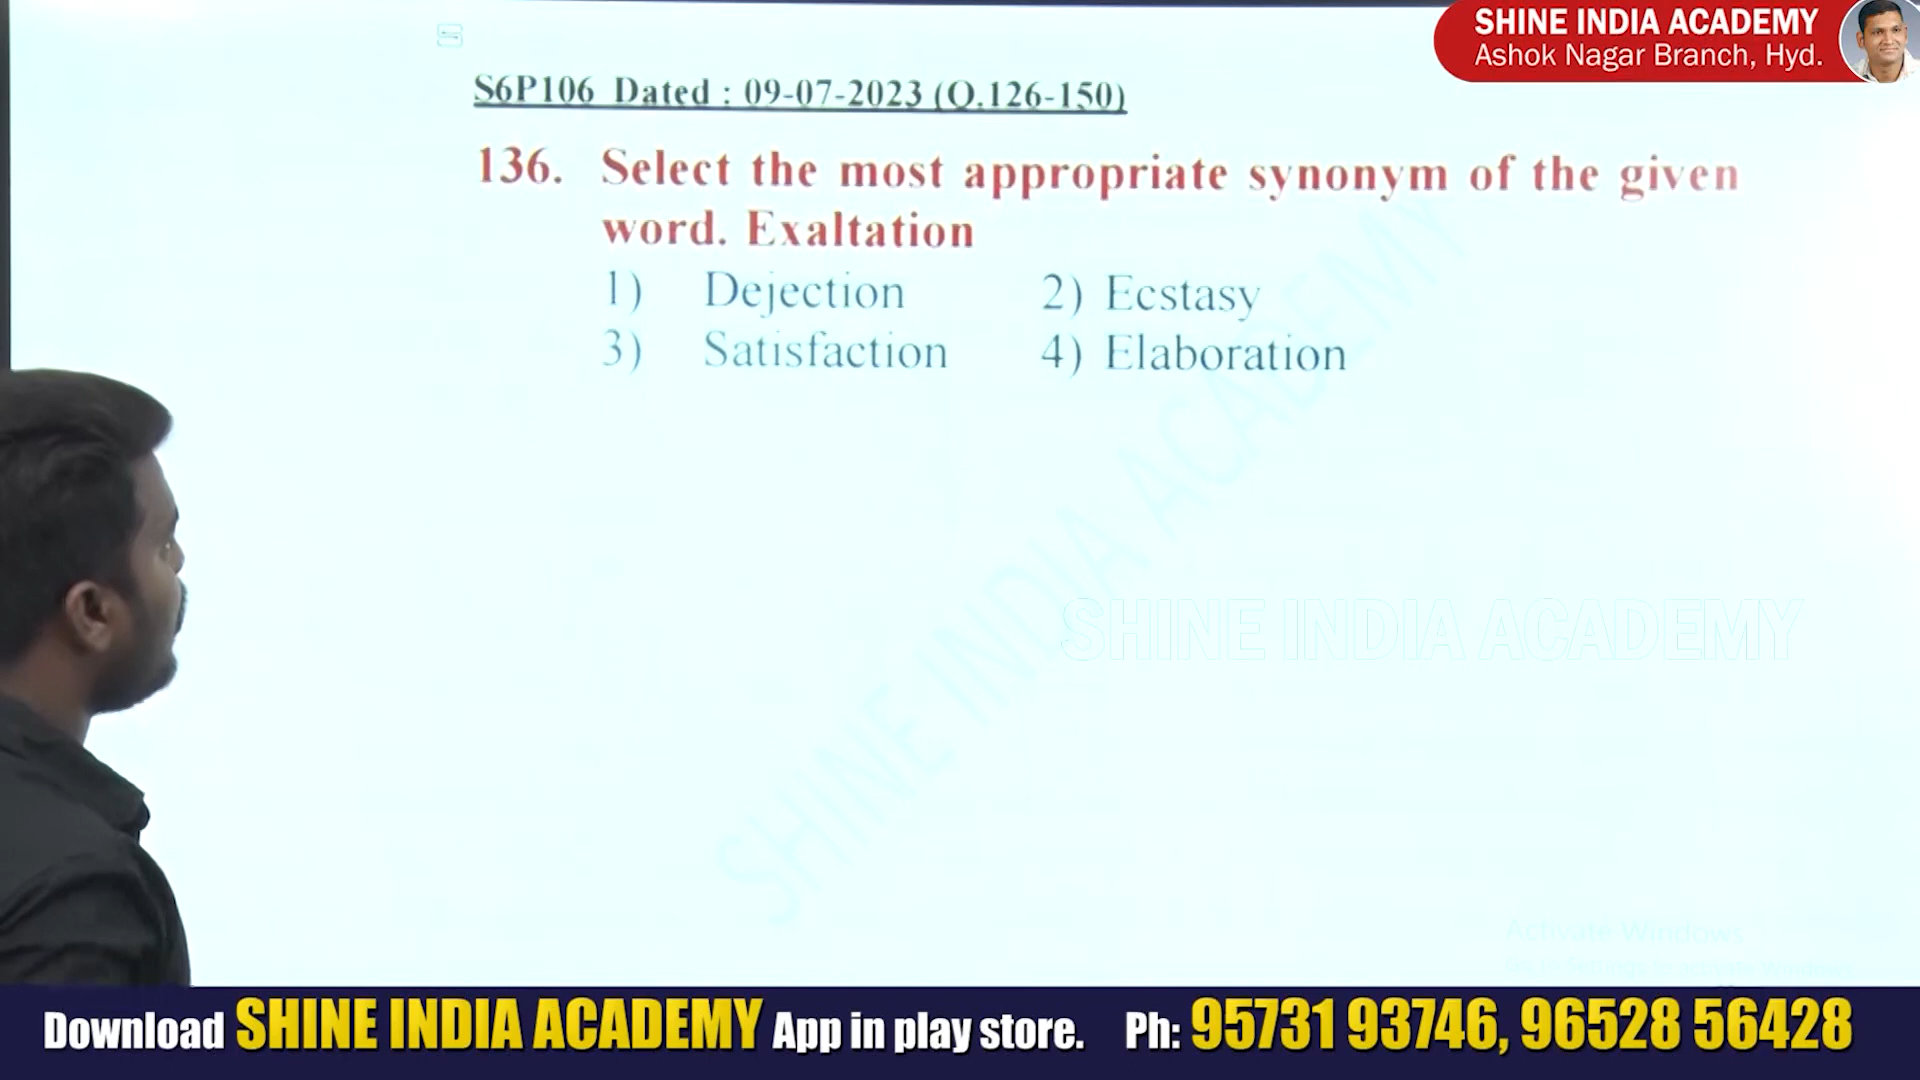 SHINE INDIA ACADEMY
Ashok Nagar Branch, Hyd.
S6P106 Dated : 09-07-2023 (Q.126-150)
136. Select the most appropriate synonym of the given
word. Exaltation
1) Dejection 2) Ecstasy
3) Satisfaction 4) Elaboration
SHINE INDIA ACADEMY
SHINE INDIA ACADEMY
Activate Windows
Download SHINE INDIA ACADEMY App in play store. Ph: 95731 93746, 96528 56428